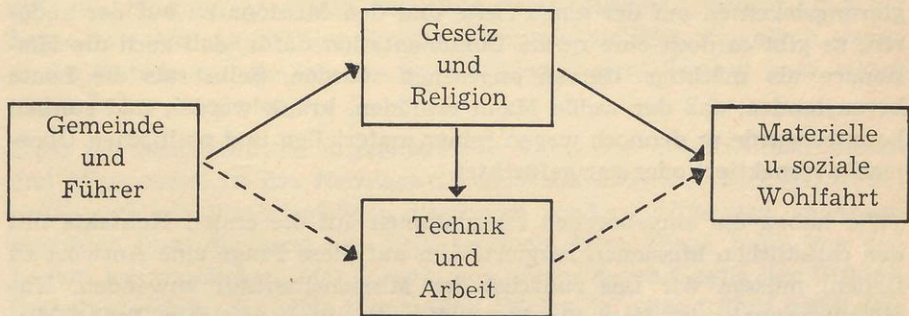 Gesetz
und
Religion
Gemeinde
und
Führer
Materielle
u. soziale
Wohlfahrt
Technik
und
Arbeit